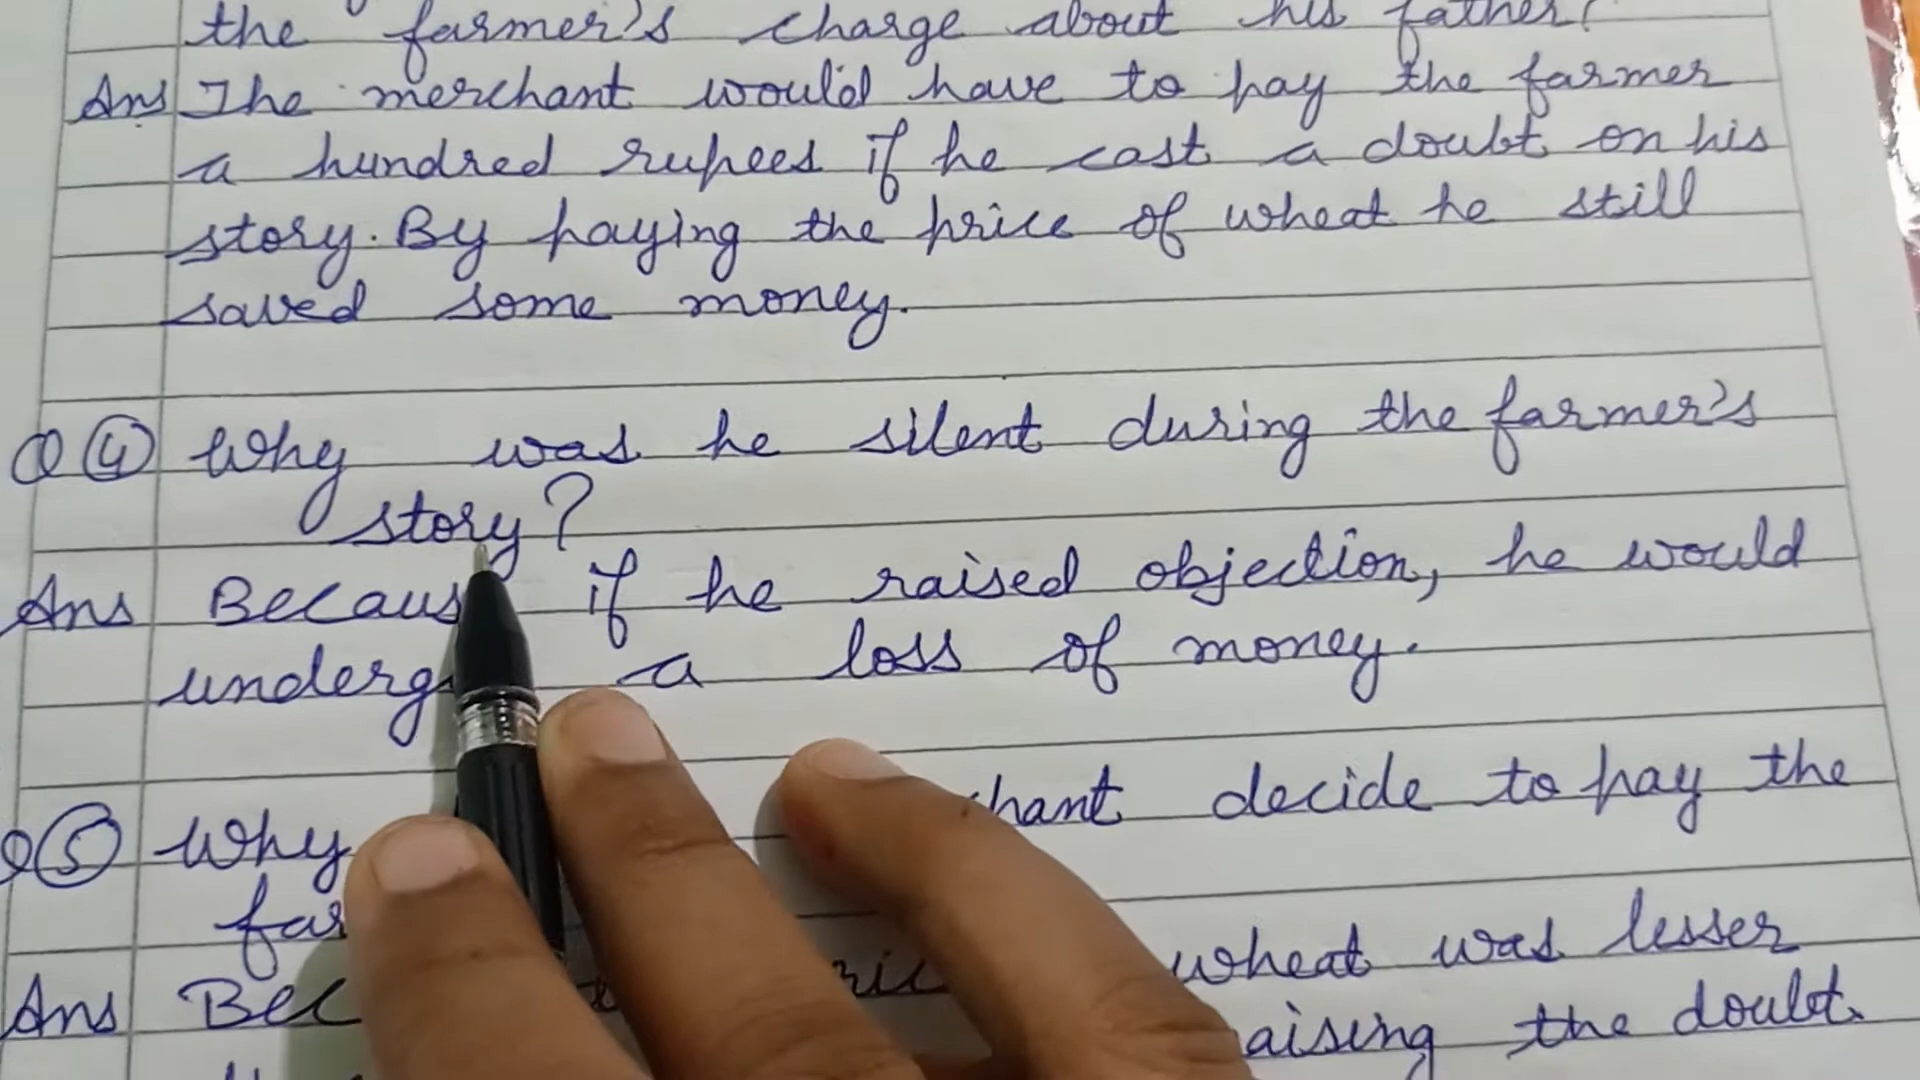 the farmer's charge about his father?
Ans The merchant would have to pay the farmer
a hundred rupees if he cast a doubt on his
story. By paying the price of wheat he still
saved some money.
Q 4 Why was he silent during the farmer's
story?
Ans Becaus if he raised objection, he would
underg a loss of money.
Q 5 Why chant decide to pay the
far
Ans Bec wheat was lesser
aising the doubt.